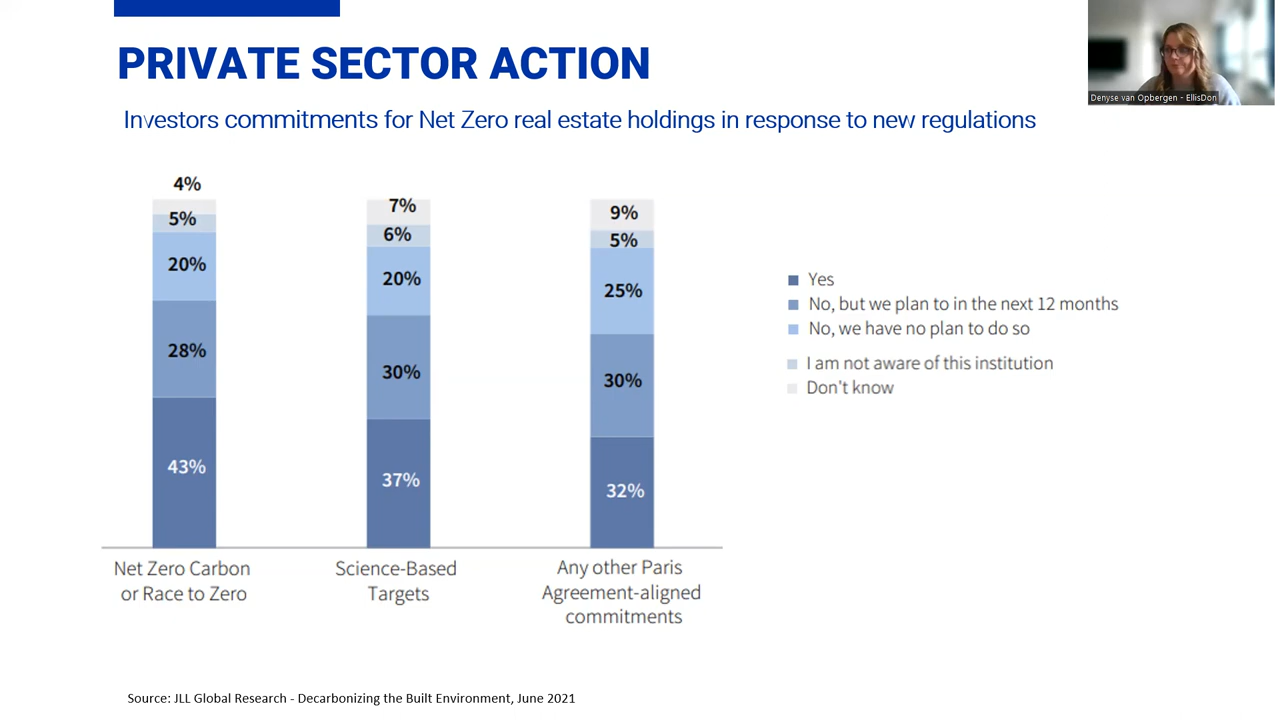 PRIVATE SECTOR ACTION
Denyse van Opbergen - EllisDon
Investors commitments for Net Zero real estate holdings in response to new regulations
4%
5%
20%
28%
43%
7%
6%
20%
30%
37%
9%
5%
25%
30%
32%
Net Zero Carbon
or Race to Zero
Science-Based
Targets
Any other Paris
Agreement-aligned
commitments
Yes
No, but we plan to in the next 12 months
No, we have no plan to do so
I am not aware of this institution
Don't know
Source: JLL Global Research - Decarbonizing the Built Environment, June 2021